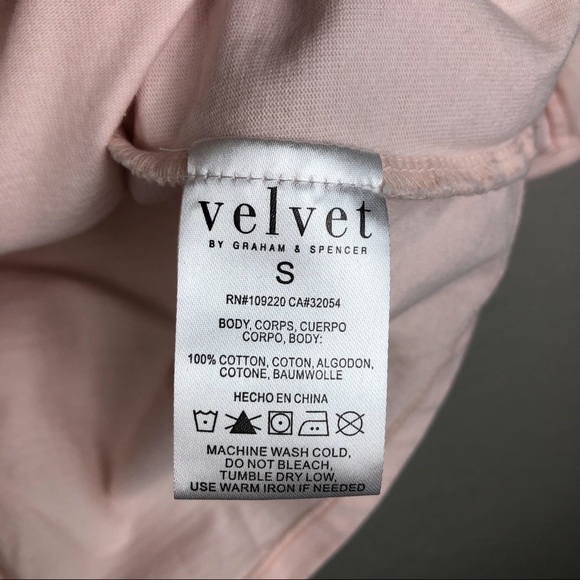 velvet
BY GRAHAM & SPENCER
S
RN#109220 CA#32054
BODY, CORPS, CUERPO
CORPO, BODY:
100% COTTON, COTON, ALGODON,
COTONE, BAUMWOLLE
HECHO EN CHINA
MACHINE WASH COLD,
DO NOT BLEACH,
TUMBLE DRY LOW,
USE WARM IRON IF NEEDED